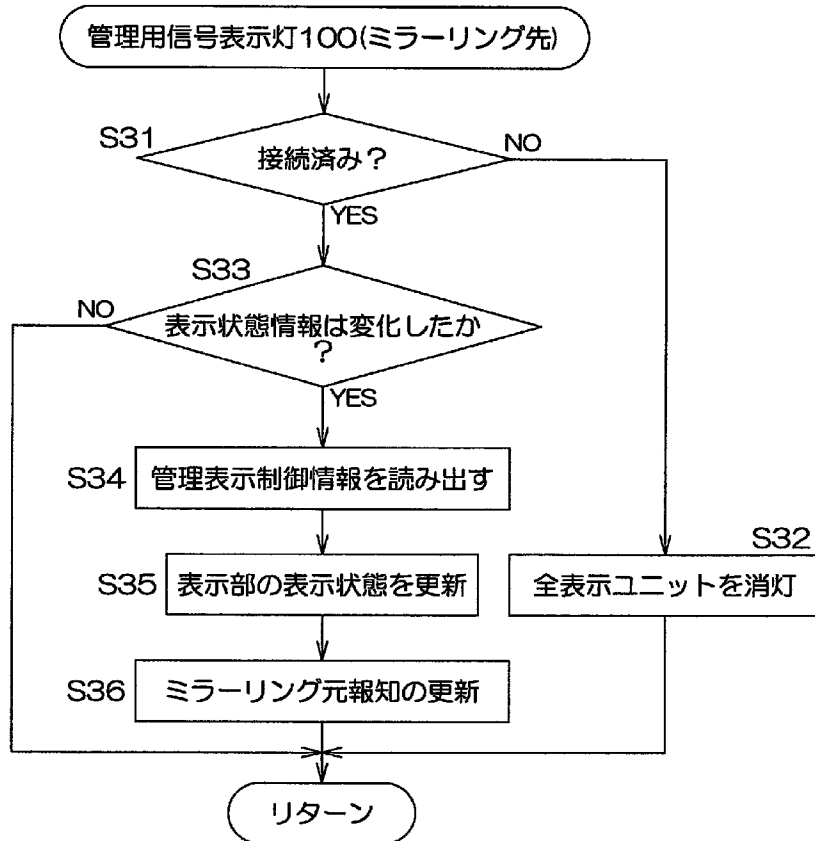 管理用信号表示灯100(ミラーリング先)
S31
接続済み？
NO
YES
S33
NO
表示状態情報は変化したか
？
YES
S34
管理表示制御情報を読み出す
S32
S35
表示部の表示状態を更新
全表示ユニットを消灯
S36
ミラーリング元報知の更新
リターン